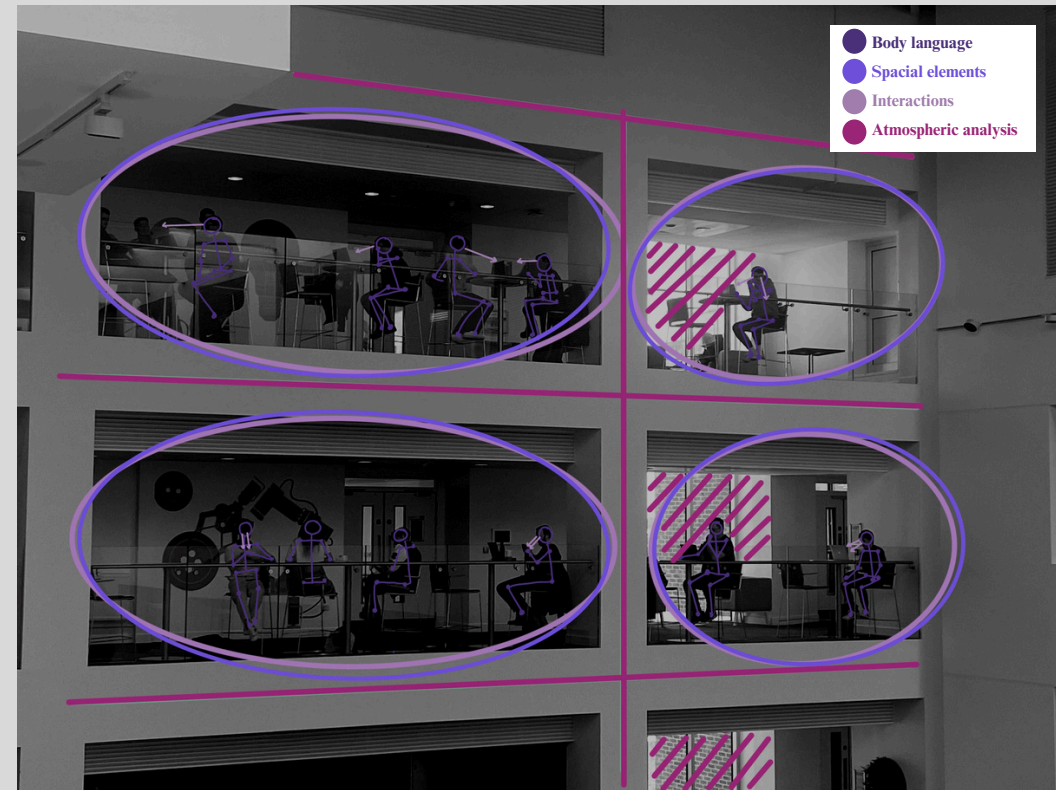 Body language
Spacial elements
Interactions
Atmospheric analysis